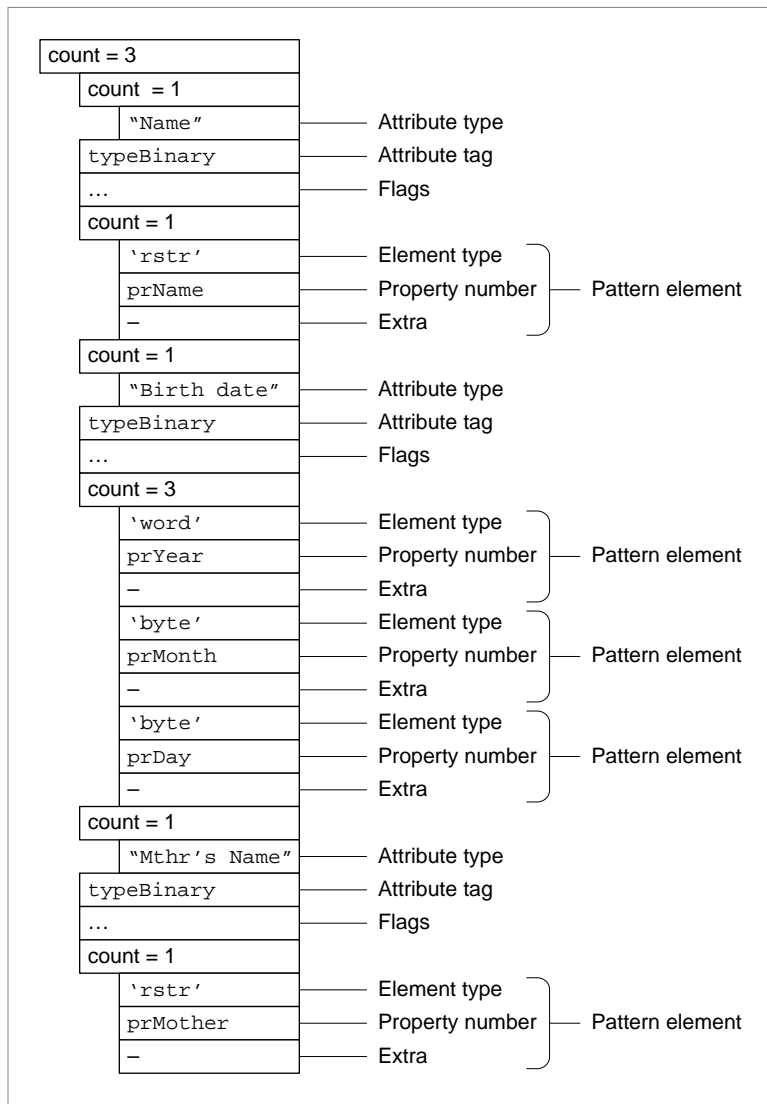 count = 3
count = 1
“Name” Attribute type
typeBinary Attribute tag
... Flags
count = 1
‘rstr’ Element type
prName Property number Pattern element
– Extra
count = 1
“Birth date” Attribute type
typeBinary Attribute tag
... Flags
count = 3
‘word’ Element type
prYear Property number Pattern element
– Extra
‘byte’ Element type
prMonth Property number Pattern element
– Extra
‘byte’ Element type
prDay Property number Pattern element
– Extra
count = 1
“Mthr’s Name” Attribute type
typeBinary Attribute tag
... Flags
count = 1
‘rstr’ Element type
prMother Property number Pattern element
– Extra